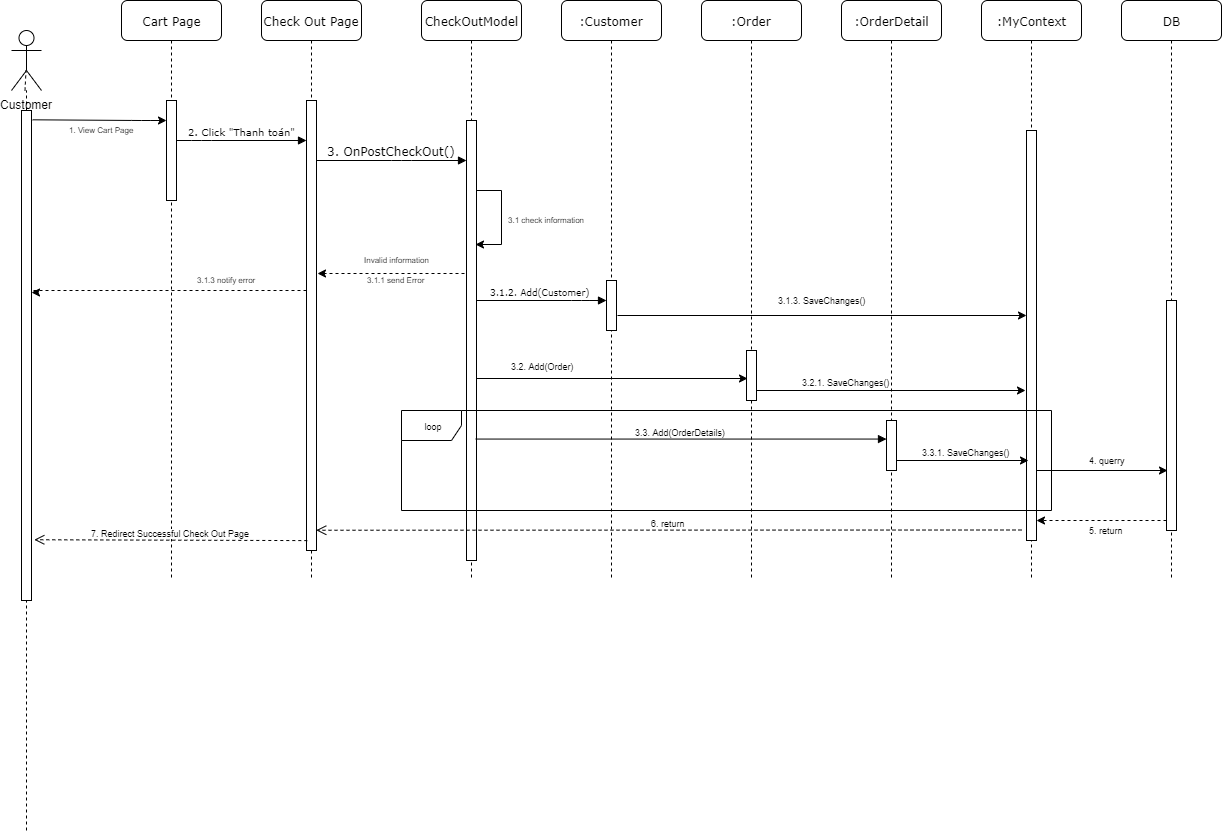 Cart Page
Check Out Page
CheckOutModel
:Customer
:Order
:OrderDetail
:MyContext
DB
Customer
1. View Cart Page
2. Click "Thanh toán"
3. OnPostCheckOut()
3.1 check information
Invalid information
3.1.1 send Error
3.1.3 notify error
3.1.2. Add(Customer)
3.1.3. SaveChanges()
3.2. Add(Order)
3.2.1. SaveChanges()
loop
3.3. Add(OrderDetails)
3.3.1. SaveChanges()
4. querry
5. return
6. return
7. Redirect Successful Check Out Page